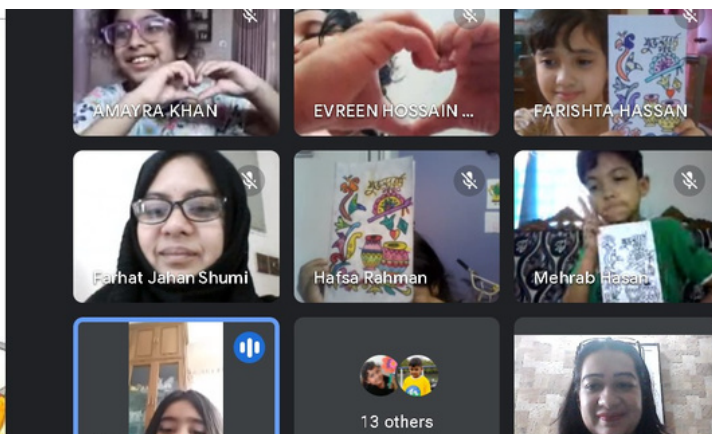 AMAYRA KHAN
EVREEN HOSSAIN ...
FARISHTA HASSAN
Farhat Jahan Shumi
Hafsa Rahman
Mehrab Hasan
13 others